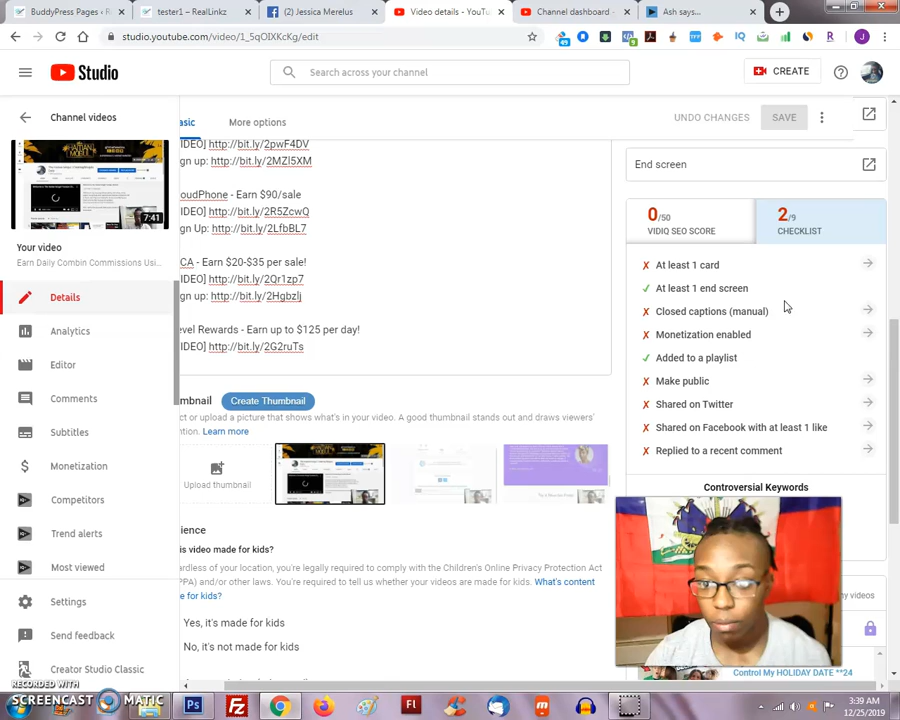 BuddyPress Pages ‹ R
tester1 – RealLinkz
(2) Jessica Merelus
Video details - YouTu
Channel dashboard -
Ash says...
studio.youtube.com/video/1_5qOIXKcKg/edit
Studio
Search across your channel
CREATE
Channel videos
asic
More options
UNDO CHANGES
SAVE
7:41
Your video
Earn Daily Combin Commissions Usi...
Details
Analytics
Editor
Comments
Subtitles
Monetization
Competitors
Trend alerts
Most viewed
Settings
Send feedback
Creator Studio Classic
IDEO] http://bit.ly/2pwF4DV
ign up: http://bit.ly/2MZl5XM
oudPhone - Earn $90/sale
IDEO] http://bit.ly/2R5ZcwQ
ign Up: http://bit.ly/2LfbBL7
CA - Earn $20-$35 per sale!
IDEO] http://bit.ly/2Qr1zp7
ign up: http://bit.ly/2Hgbzlj
evel Rewards - Earn up to $125 per day!
IDEO] http://bit.ly/2G2ruTs
mbnail
Create Thumbnail
ct or upload a picture that shows what's in your video. A good thumbnail stands out and draws viewers'
ntion. Learn more
Upload thumbnail
ience
is video made for kids?
ardless of your location, you're legally required to comply with the Children's Online Privacy Protection Act
PPA) and/or other laws. You're required to tell us whether your videos are made for kids. What's content
e for kids?
Yes, it's made for kids
No, it's not made for kids
End screen
0/50
VIDIQ SEO SCORE
2/9
CHECKLIST
✗ At least 1 card
✓ At least 1 end screen
✗ Closed captions (manual)
✗ Monetization enabled
✓ Added to a playlist
✗ Make public
✗ Shared on Twitter
✗ Shared on Facebook with at least 1 like
✗ Replied to a recent comment
Controversial Keywords
ny videos
Control My HOLIDAY DATE **24
RECORDED WITH
SCREENCAST MATIC
3:39 AM
12/25/2019